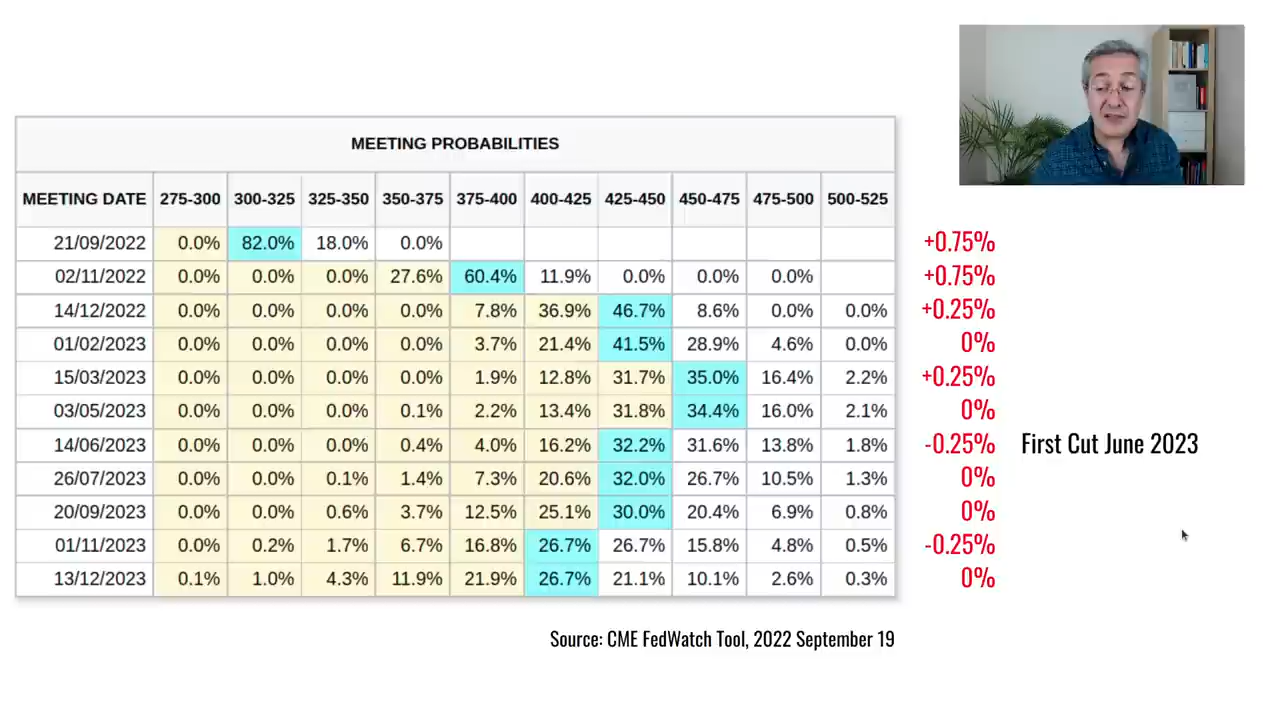 MEETING PROBABILITIES
MEETING DATE 275-300 300-325 325-350 350-375 375-400 400-425 425-450 450-475 475-500 500-525
21/09/2022 0.0% 82.0% 18.0% 0.0% +0.75%
02/11/2022 0.0% 0.0% 0.0% 27.6% 60.4% 11.9% 0.0% 0.0% 0.0% +0.75%
14/12/2022 0.0% 0.0% 0.0% 0.0% 7.8% 36.9% 46.7% 8.6% 0.0% 0.0% +0.25%
01/02/2023 0.0% 0.0% 0.0% 0.0% 3.7% 21.4% 41.5% 28.9% 4.6% 0.0% 0%
15/03/2023 0.0% 0.0% 0.0% 0.0% 1.9% 12.8% 31.7% 35.0% 16.4% 2.2% +0.25%
03/05/2023 0.0% 0.0% 0.0% 0.1% 2.2% 13.4% 31.8% 34.4% 16.0% 2.1% 0%
14/06/2023 0.0% 0.0% 0.0% 0.4% 4.0% 16.2% 32.2% 31.6% 13.8% 1.8% -0.25% First Cut June 2023
26/07/2023 0.0% 0.0% 0.1% 1.4% 7.3% 20.6% 32.0% 26.7% 10.5% 1.3% 0%
20/09/2023 0.0% 0.0% 0.6% 3.7% 12.5% 25.1% 30.0% 20.4% 6.9% 0.8% 0%
01/11/2023 0.0% 0.2% 1.7% 6.7% 16.8% 26.7% 26.7% 15.8% 4.8% 0.5% -0.25%
13/12/2023 0.1% 1.0% 4.3% 11.9% 21.9% 26.7% 21.1% 10.1% 2.6% 0.3% 0%
Source: CME FedWatch Tool, 2022 September 19